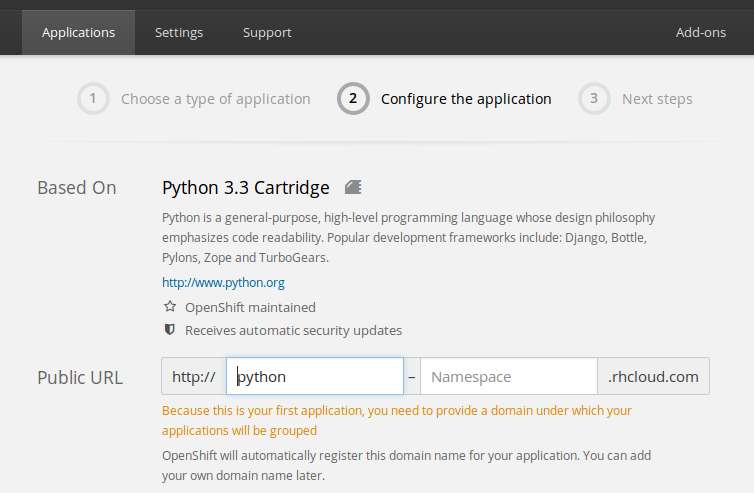 Applications Settings Support Add-ons
1 Choose a type of application 2 Configure the application 3 Next steps
Based On Python 3.3 Cartridge
Python is a general-purpose, high-level programming language whose design philosophy
emphasizes code readability. Popular development frameworks include: Django, Bottle,
Pylons, Zope and TurboGears.
http://www.python.org
OpenShift maintained
Receives automatic security updates
Public URL http:// python – Namespace .rhcloud.com
Because this is your first application, you need to provide a domain under which your
applications will be grouped
OpenShift will automatically register this domain name for your application. You can add
your own domain name later.